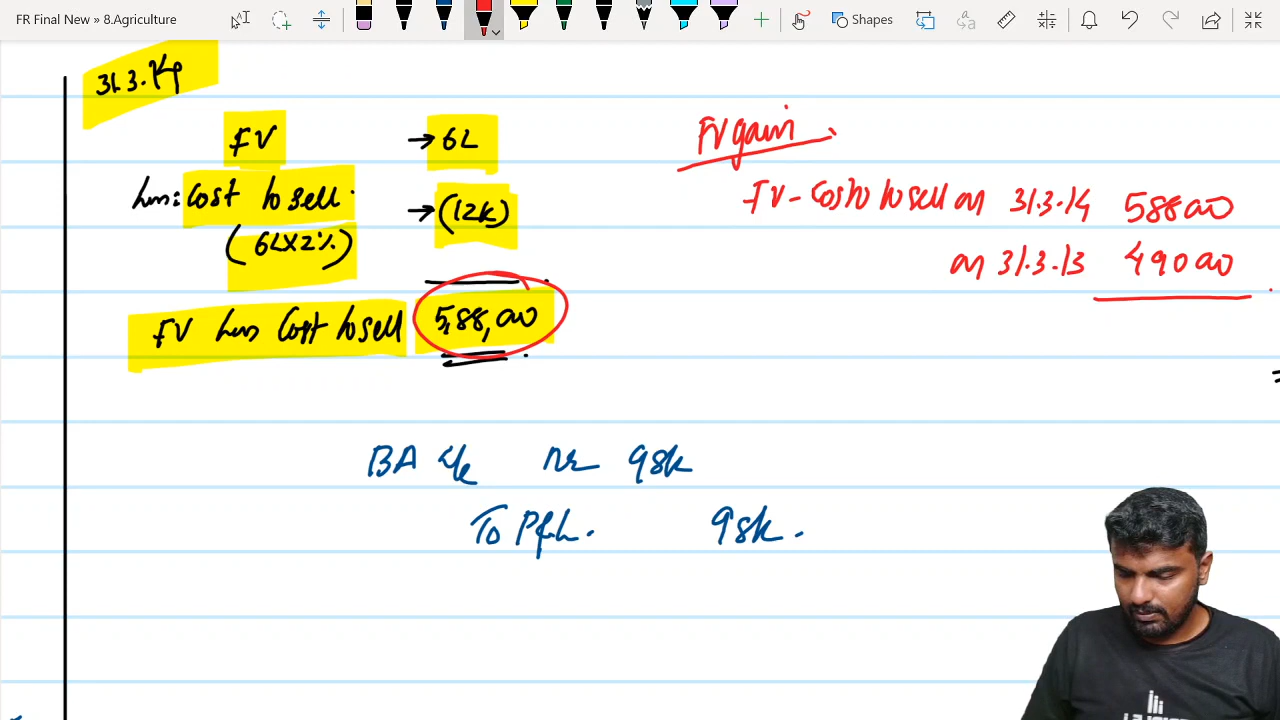 FR Final New » 8.Agriculture
Shapes
31.3.14
FV → 6L
Less: Cost to sell. → (12k)
(6L×2%)
FV less Cost to sell 5,88,000
FV gain
FV - Costs to sell on 31.3.14 588000
on 31.3.13 490000
BA a/c Dr 98k
To P&L. 98k.